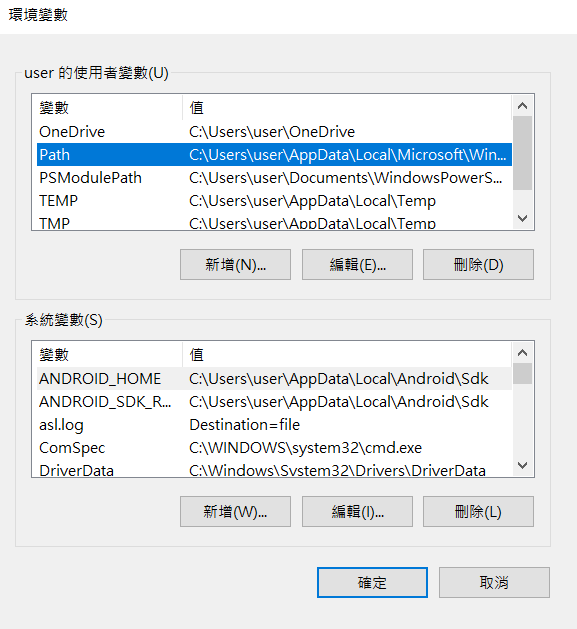 環境變數
user 的使用者變數(U)
變數 值
OneDrive C:\Users\user\OneDrive
Path C:\Users\user\AppData\Local\Microsoft\Win...
PSModulePath C:\Users\user\Documents\WindowsPowerS...
TEMP C:\Users\user\AppData\Local\Temp
TMP C:\Users\user\AppData\Local\Temp
新增(N)... 編輯(E)... 刪除(D)
系統變數(S)
變數 值
ANDROID_HOME C:\Users\user\AppData\Local\Android\Sdk
ANDROID_SDK_R... C:\Users\user\AppData\Local\Android\Sdk
asl.log Destination=file
ComSpec C:\WINDOWS\system32\cmd.exe
DriverData C:\Windows\System32\Drivers\DriverData
新增(W)... 編輯(I)... 刪除(L)
確定 取消